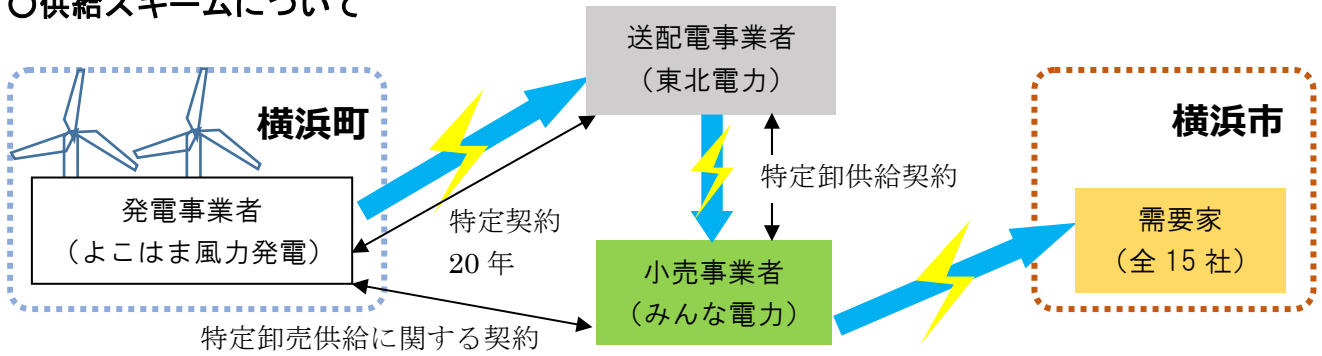 〇供給スキームについて
送配電事業者
（東北電力）
横浜町
横浜市
発電事業者
（よこはま風力発電）
特定契約
20 年
特定卸供給契約
小売事業者
（みんな電力）
需要家
（全 15 社）
特定卸売供給に関する契約